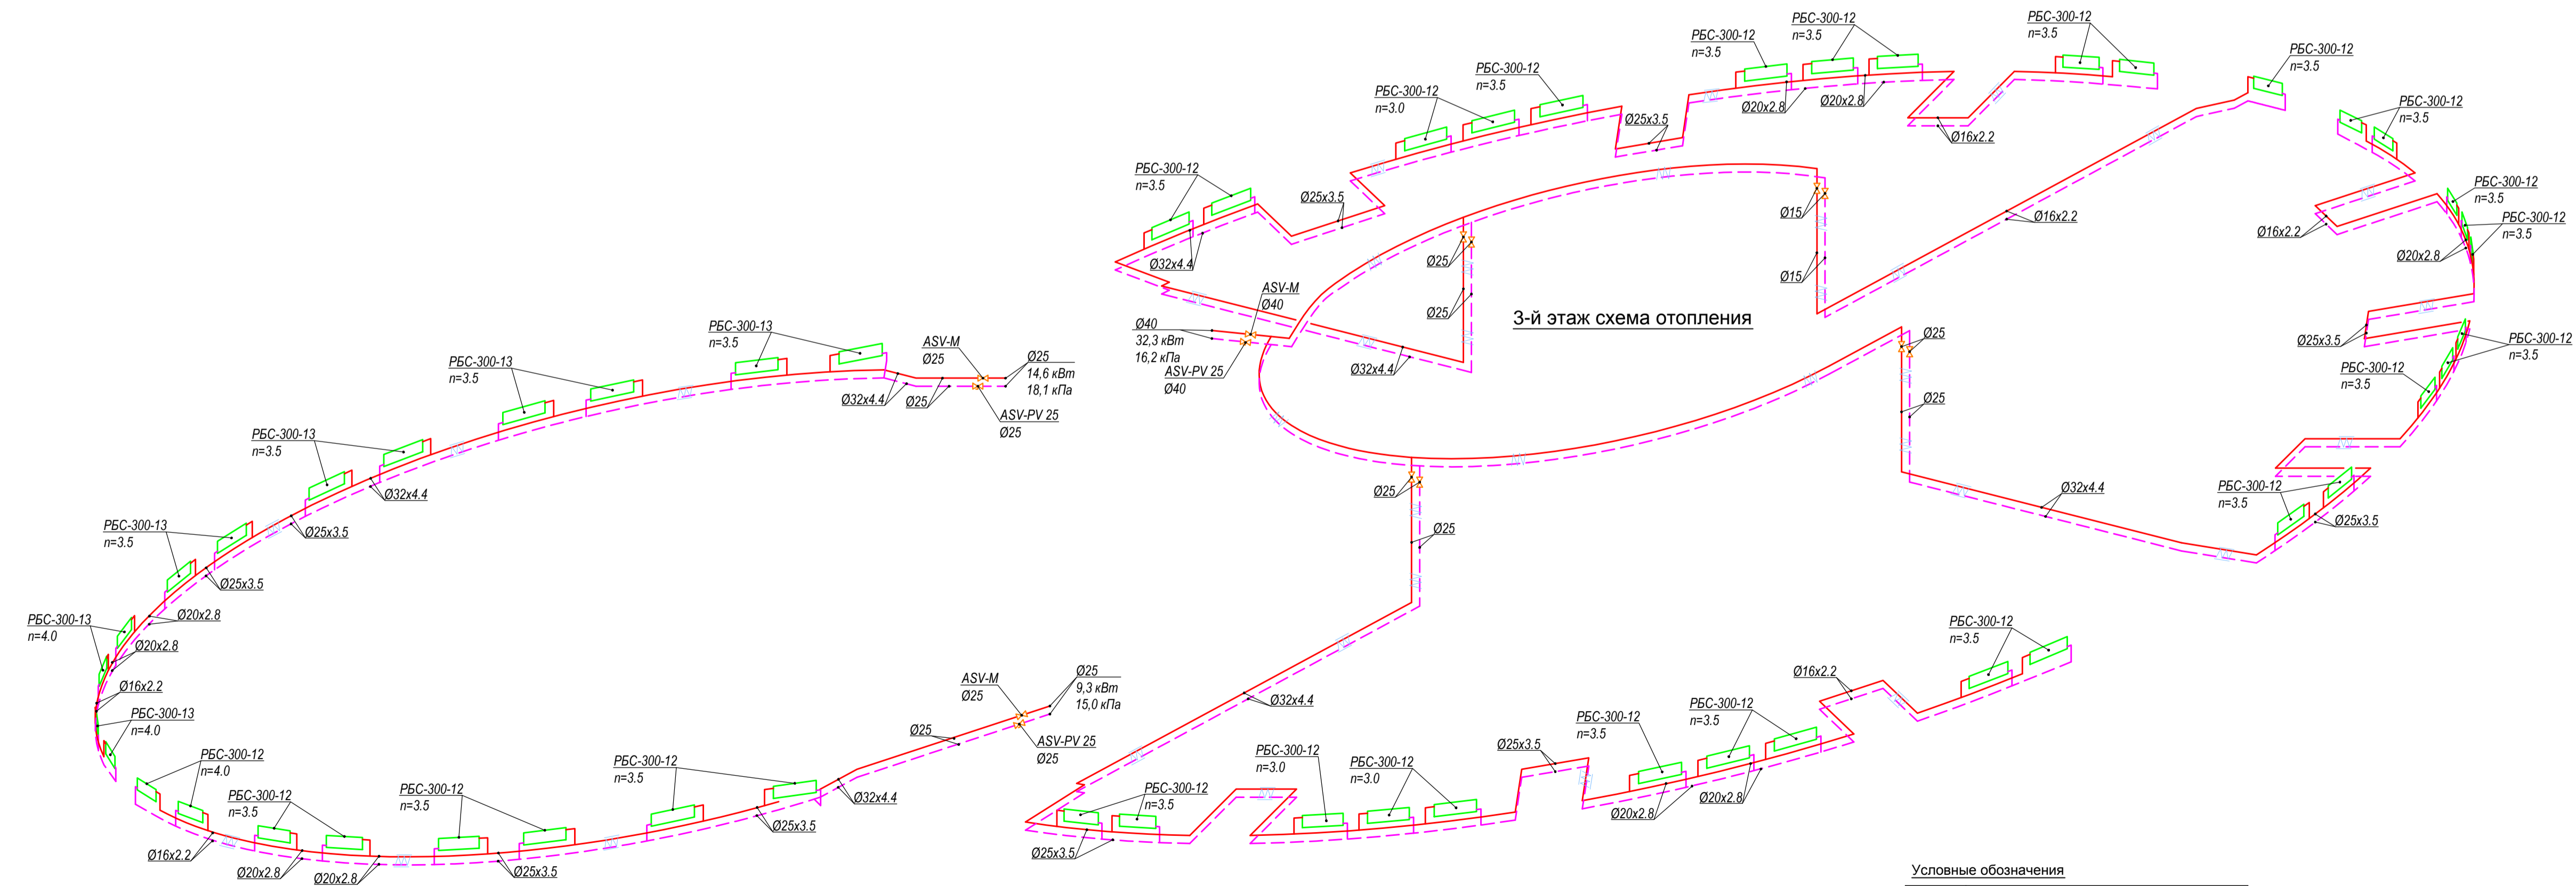 РБС-300-12
n=3.5
РБС-300-12
n=3.5
РБС-300-12
n=3.5
РБС-300-12
n=3.5
РБС-300-12
n=3.5
РБС-300-12
n=3.0
РБС-300-12
n=3.5
РБС-300-12
n=3.5
Ø25x3.5
Ø20x2.8
Ø20x2.8
Ø16x2.2
РБС-300-12
n=3.5
РБС-300-12
n=3.5
Ø25x3.5
Ø15
Ø16x2.2
Ø16x2.2
Ø20x2.8
Ø32x4.4
Ø25
Ø15
ASV-M
Ø40
Ø25
3-й этаж схема отопления
Ø40
32,3 кВт
16,2 кПа
ASV-PV 25
Ø40
Ø32x4.4
Ø25
Ø25x3.5
РБС-300-12
n=3.5
РБС-300-12
n=3.5
РБС-300-13
n=3.5
ASV-M
Ø25
Ø25
14,6 кВт
18,1 кПа
РБС-300-13
n=3.5
Ø32x4.4
Ø25
ASV-PV 25
Ø25
Ø25
РБС-300-13
n=3.5
Ø32x4.4
Ø25x3.5
РБС-300-13
n=3.5
Ø25x3.5
Ø25
Ø25
Ø32x4.4
РБС-300-12
n=3.5
Ø25x3.5
РБС-300-13
n=4.0
Ø20x2.8
Ø20x2.8
Ø16x2.2
РБС-300-13
n=4.0
РБС-300-12
n=3.5
Ø16x2.2
ASV-M
Ø25
Ø25
9,3 кВт
15,0 кПа
Ø25
ASV-PV 25
Ø25
Ø32x4.4
РБС-300-12
n=4.0
РБС-300-12
n=3.5
РБС-300-12
n=3.5
РБС-300-12
n=3.5
Ø32x4.4
Ø25x3.5
РБС-300-12
n=3.5
РБС-300-12
n=3.0
РБС-300-12
n=3.0
Ø25x3.5
РБС-300-12
n=3.5
РБС-300-12
n=3.5
Ø20x2.8
Ø20x2.8
Ø16x2.2
Ø20x2.8
Ø20x2.8
Ø25x3.5
Ø25x3.5
Условные обозначения